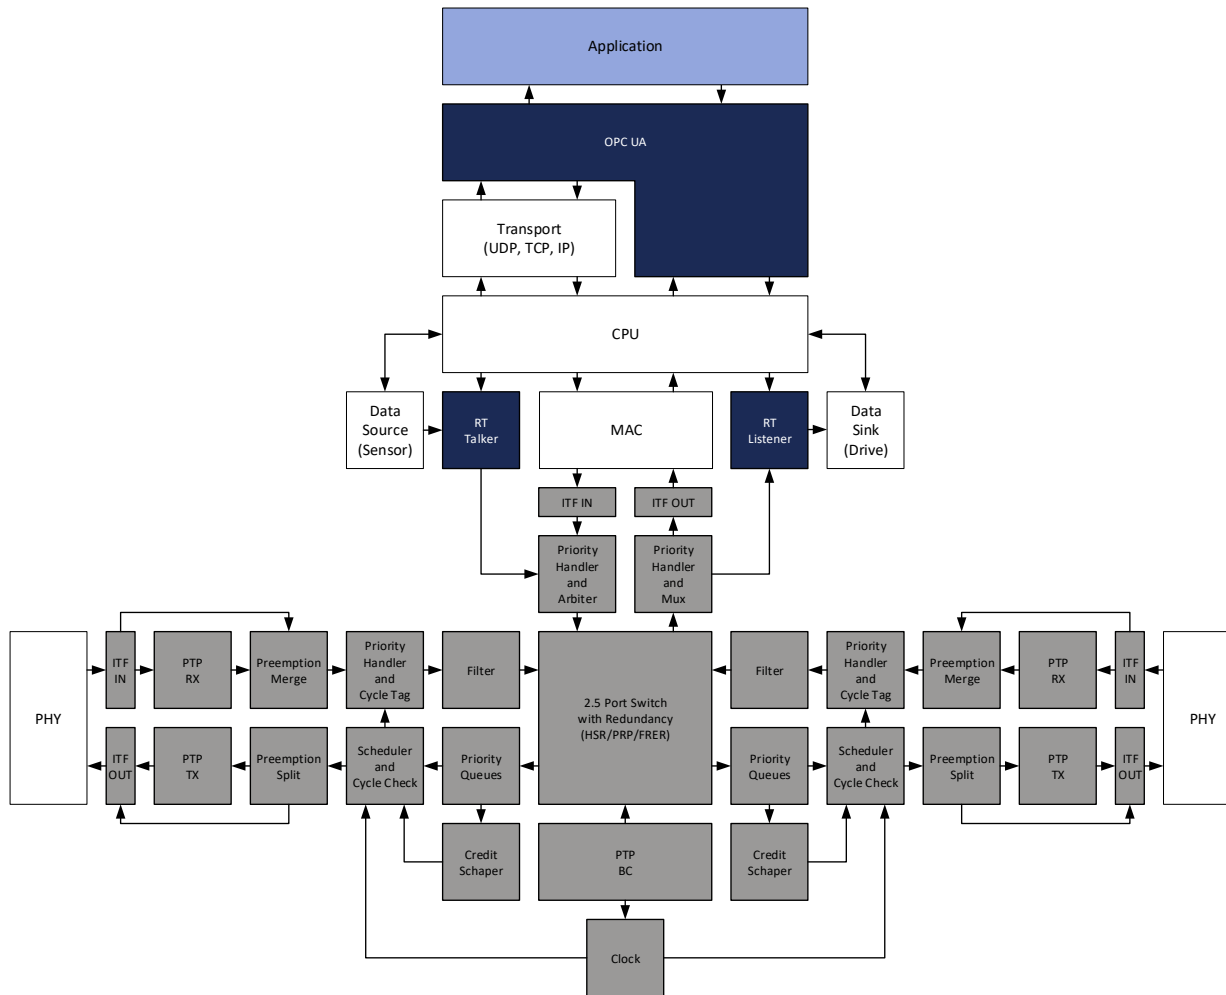 Application
OPC UA
Transport
(UDP, TCP, IP)
CPU
Data
Source
(Sensor)
RT
Talker
MAC
RT
Listener
Data
Sink
(Drive)
ITF IN
ITF OUT
Priority
Handler
and
Arbiter
Priority
Handler
and
Mux
PHY
ITF
IN
PTP
RX
Preemption
Merge
Priority
Handler
and
Cycle Tag
Filter
2.5 Port Switch
with Redundancy
(HSR/PRP/FRER)
Filter
Priority
Handler
and
Cycle Tag
Preemption
Merge
PTP
RX
ITF
IN
PHY
ITF
OUT
PTP
TX
Preemption
Split
Scheduler
and
Cycle Check
Priority
Queues
Priority
Queues
Scheduler
and
Cycle Check
Preemption
Split
PTP
TX
ITF
OUT
Credit
Schaper
PTP
BC
Credit
Schaper
Clock